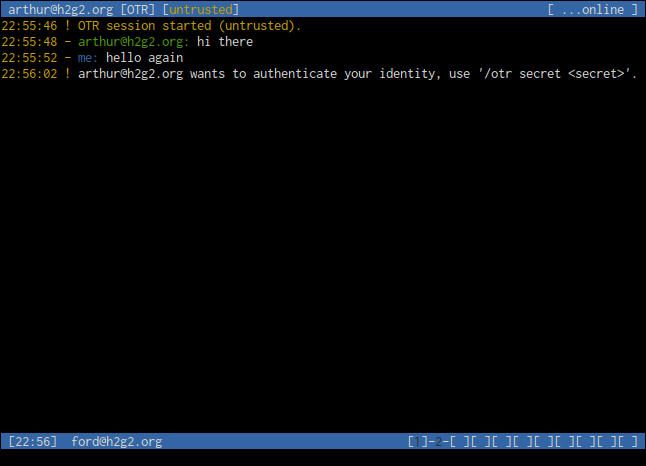 arthur@h2g2.org [OTR] [untrusted] [ ...online ]
22:55:46 ! OTR session started (untrusted).
22:55:48 - arthur@h2g2.org: hi there
22:55:52 - me: hello again
22:56:02 ! arthur@h2g2.org wants to authenticate your identity, use '/otr secret <secret>'.
[22:56] ford@h2g2.org [1]-2-[ ][ ][ ][ ][ ][ ][ ][ ][ ]